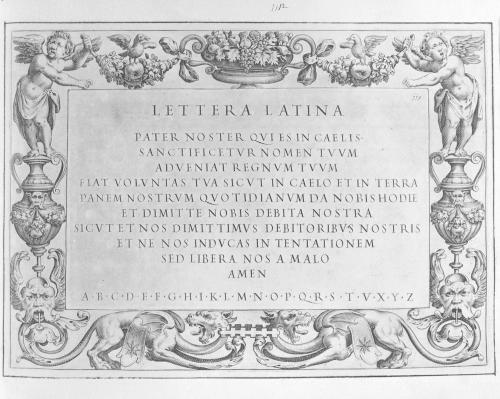 LETTERA LATINA
PATER NOSTER QVI ES IN CAELIS
SANCTIFICETVR NOMEN TVVM
ADVENIAT REGNVM TVVM
FIAT VOLVNTAS TVA SICVT IN CAELO ET IN TERRA
PANEM NOSTRVM QVOTIDIANVM DA NOBIS HODIE
ET DIMITTE NOBIS DEBITA NOSTRA
SICVT ET NOS DIMITTIMVS DEBITORIBVS NOSTRIS
ET NE NOS INDVCAS IN TENTATIONEM
SED LIBERA NOS A MALO
AMEN
A·B·C·D·E·F·G·H·I·K·L·M·N·O·P·Q·R·S·T·V·X·Y·Z